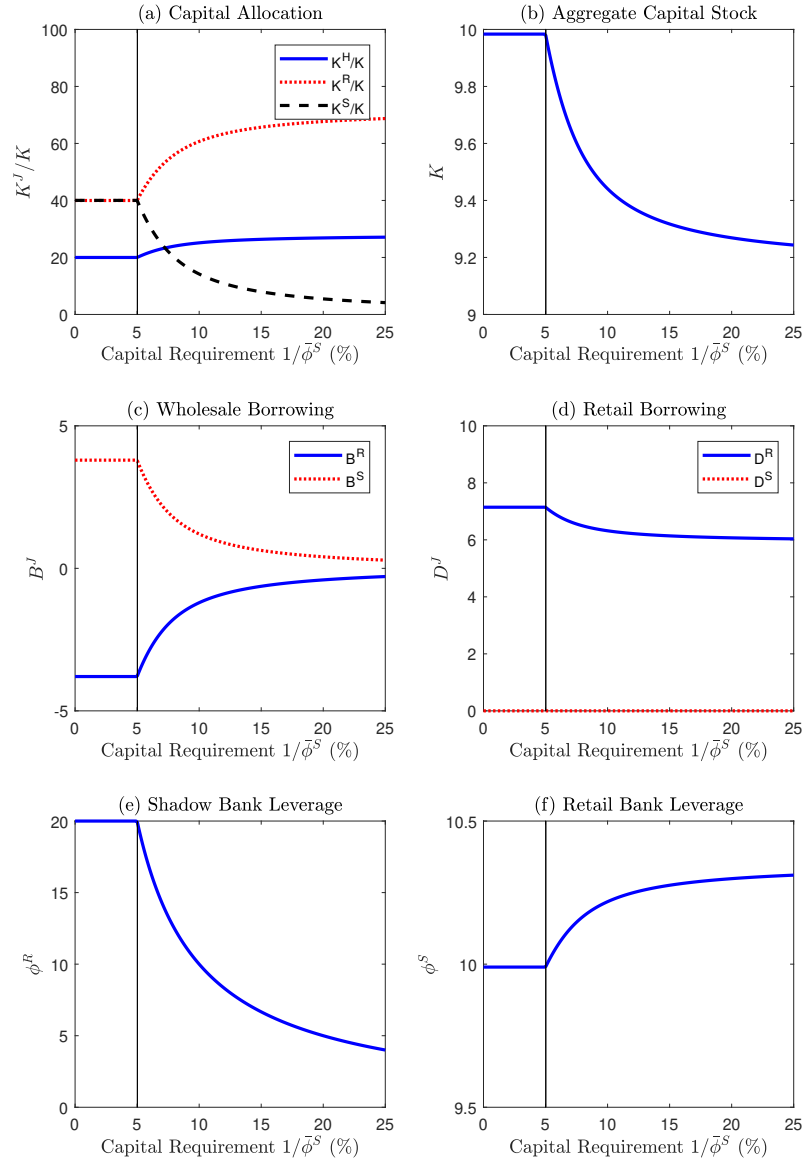 (a) Capital Allocation
100
80
60
40
20
0
K^J/K
K^H/K
K^R/K
K^S/K
0 5 10 15 20 25
Capital Requirement 1/ϕ̄^S (%)
(b) Aggregate Capital Stock
10
9.8
9.6
9.4
9.2
9
K
0 5 10 15 20 25
Capital Requirement 1/ϕ̄^S (%)
(c) Wholesale Borrowing
5
0
-5
B^J
B^R
B^S
0 5 10 15 20 25
Capital Requirement 1/ϕ̄^S (%)
(d) Retail Borrowing
10
8
6
4
2
0
D^J
D^R
D^S
0 5 10 15 20 25
Capital Requirement 1/ϕ̄^S (%)
(e) Shadow Bank Leverage
20
15
10
5
0
ϕ^R
0 5 10 15 20 25
Capital Requirement 1/ϕ̄^S (%)
(f) Retail Bank Leverage
10.5
10
9.5
ϕ^S
0 5 10 15 20 25
Capital Requirement 1/ϕ̄^S (%)